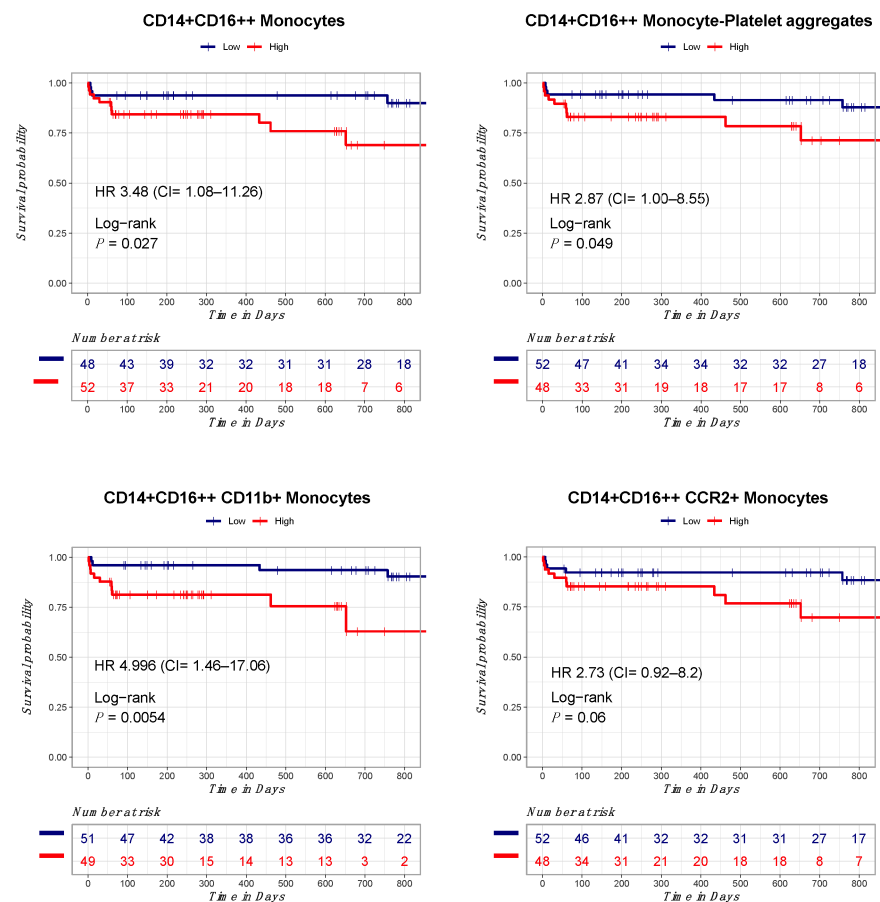 CD14+CD16++ Monocytes
Low High
Survival probability
1.00
0.75
0.50
0.25
0.00
HR 3.48 (CI= 1.08–11.26)
Log−rank
P = 0.027
0 100 200 300 400 500 600 700 800
Time in Days
Number at risk
48 43 39 32 32 31 31 28 18
52 37 33 21 20 18 18 7 6
0 100 200 300 400 500 600 700 800
Time in Days
CD14+CD16++ Monocyte-Platelet aggregates
Low High
Survival probability
1.00
0.75
0.50
0.25
0.00
HR 2.87 (CI= 1.00–8.55)
Log−rank
P = 0.049
0 100 200 300 400 500 600 700 800
Time in Days
Number at risk
52 47 41 34 34 32 32 27 18
48 33 31 19 18 17 17 8 6
0 100 200 300 400 500 600 700 800
Time in Days
CD14+CD16++ CD11b+ Monocytes
Low High
Survival probability
1.00
0.75
0.50
0.25
0.00
HR 4.996 (CI= 1.46–17.06)
Log−rank
P = 0.0054
0 100 200 300 400 500 600 700 800
Time in Days
Number at risk
51 47 42 38 38 36 36 32 22
49 33 30 15 14 13 13 3 2
0 100 200 300 400 500 600 700 800
Time in Days
CD14+CD16++ CCR2+ Monocytes
Low High
Survival probability
1.00
0.75
0.50
0.25
0.00
HR 2.73 (CI= 0.92–8.2)
Log−rank
P = 0.06
0 100 200 300 400 500 600 700 800
Time in Days
Number at risk
52 46 41 32 32 31 31 27 17
48 34 31 21 20 18 18 8 7
0 100 200 300 400 500 600 700 800
Time in Days